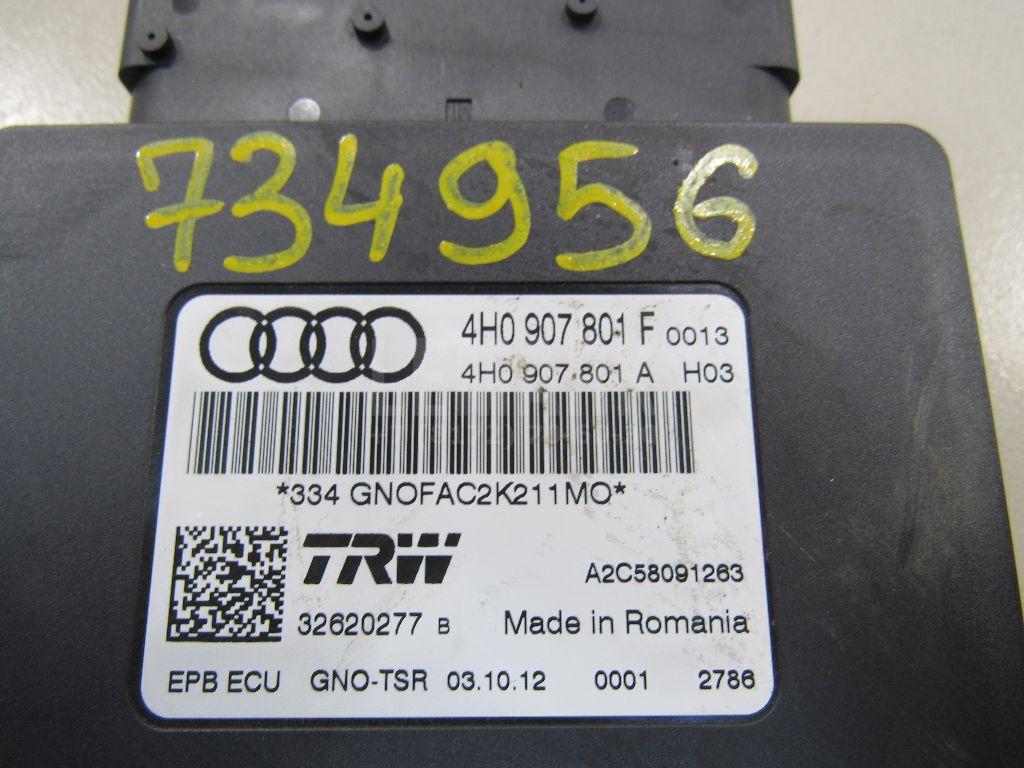 734956
4H0 907 801 F 0013
4H0 907 801 A H03
*334 GNOFAC2K211MO*
TRW
A2C58091263
32620277 B Made in Romania
EPB ECU GNO-TSR 03.10.12 0001 2786